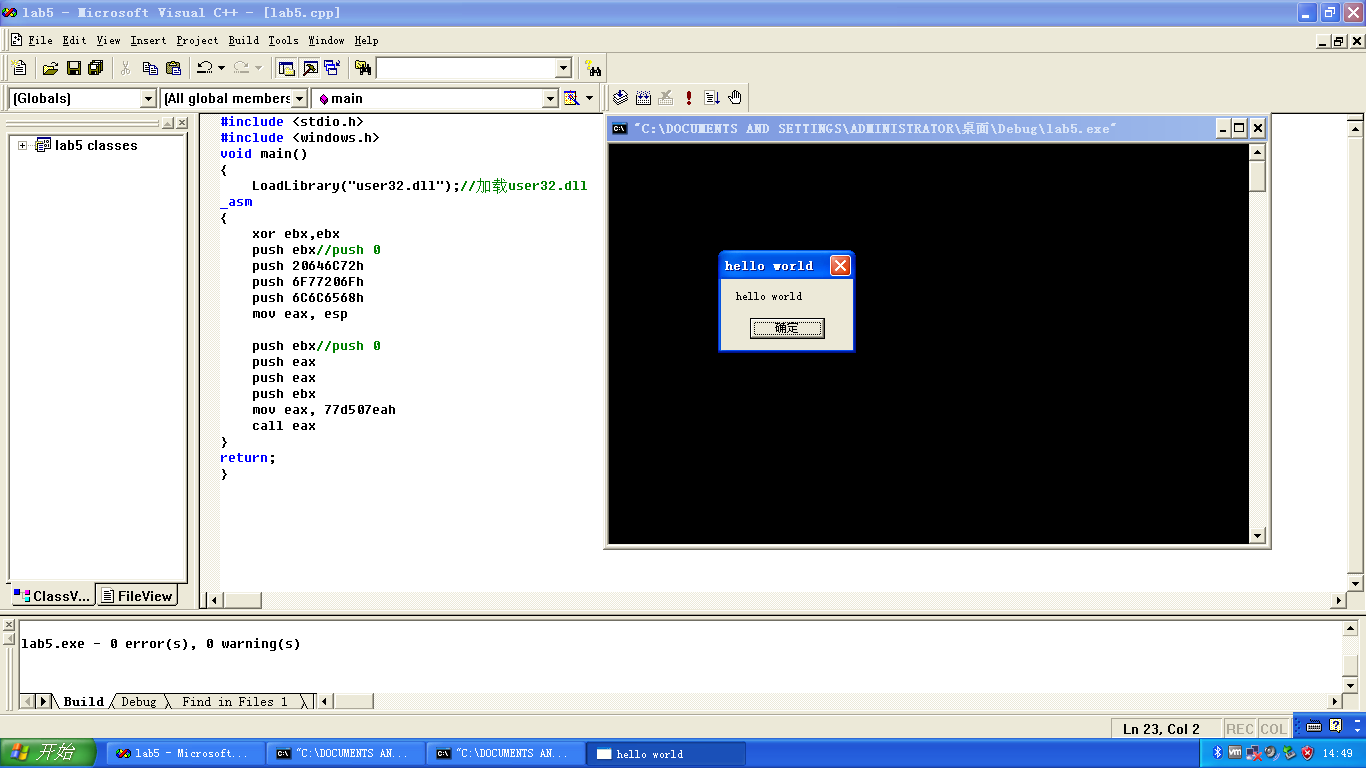 lab5 - Microsoft Visual C++ - [lab5.cpp]
File Edit View Insert Project Build Tools Window Help
(Globals) (All global members main
lab5 classes
#include <stdio.h>
#include <windows.h>
void main()
{
LoadLibrary("user32.dll");//加载user32.dll
_asm
{
xor ebx,ebx
push ebx//push 0
push 20646C72h
push 6F77206Fh
push 6C6C6568h
mov eax, esp
push ebx//push 0
push eax
push eax
push ebx
mov eax, 77d507eah
call eax
}
return;
}
"C:\DOCUMENTS AND SETTINGS\ADMINISTRATOR\桌面\Debug\lab5.exe"
hello world
hello world
确定
ClassV... FileView
lab5.exe - 0 error(s), 0 warning(s)
Build Debug Find in Files 1
Ln 23, Col 2 REC COL
开始 lab5 - Microsoft... "C:\DOCUMENTS AN... "C:\DOCUMENTS AN... hello world 14:49